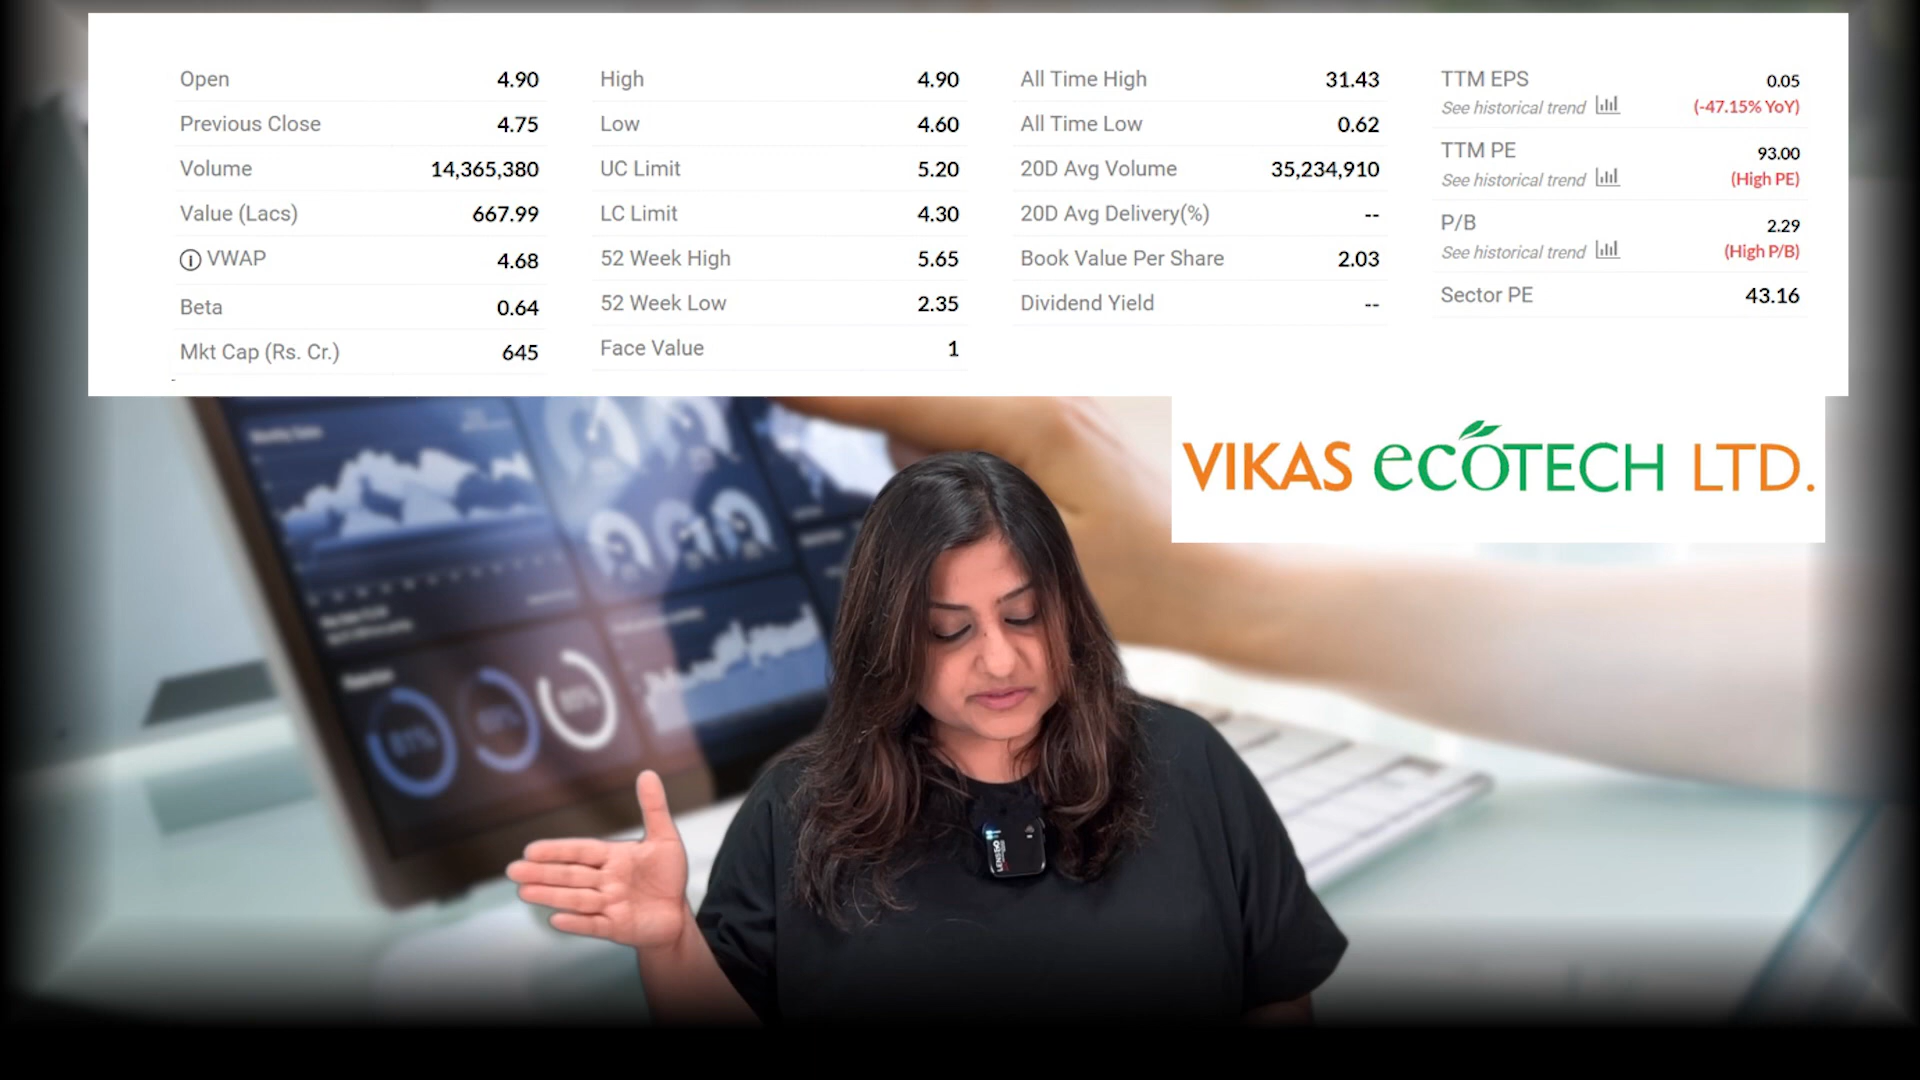 Open 4.90
Previous Close 4.75
Volume 14,365,380
Value (Lacs) 667.99
VWAP 4.68
Beta 0.64
Mkt Cap (Rs. Cr.) 645
High 4.90
Low 4.60
UC Limit 5.20
LC Limit 4.30
52 Week High 5.65
52 Week Low 2.35
Face Value 1
All Time High 31.43
All Time Low 0.62
20D Avg Volume 35,234,910
20D Avg Delivery(%) --
Book Value Per Share 2.03
Dividend Yield --
TTM EPS 0.05
See historical trend (-47.15% YoY)
TTM PE 93.00
See historical trend (High PE)
P/B 2.29
See historical trend (High P/B)
Sector PE 43.16
VIKAS ecoTECH LTD.
81%